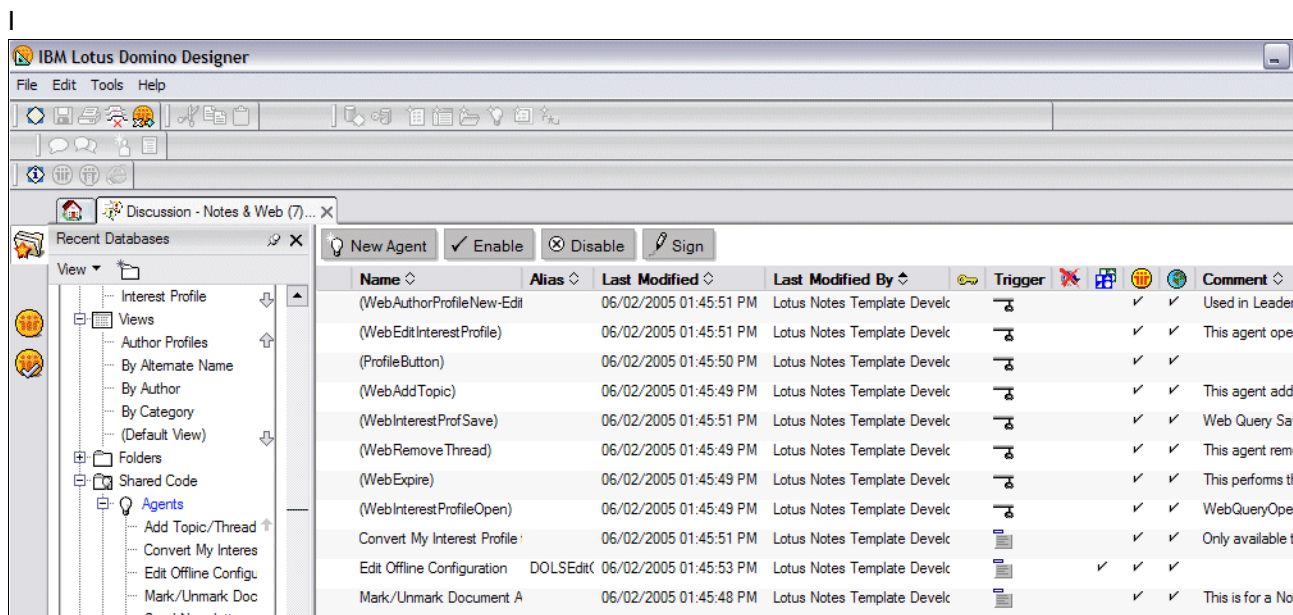 IBM Lotus Domino Designer
File Edit Tools Help
Discussion - Notes & Web (7)...
Recent Databases
View
Interest Profile
Views
Author Profiles
By Alternate Name
By Author
By Category
(Default View)
Folders
Shared Code
Agents
Add Topic/Thread
Convert My Interes
Edit Offline Configu
Mark/Unmark Doc
New Agent Enable Disable Sign
Name Alias Last Modified Last Modified By Trigger Comment
(WebAuthorProfileNew-Edit 06/02/2005 01:45:51 PM Lotus Notes Template Develc Used in Leader
(WebEditInterestProfile) 06/02/2005 01:45:51 PM Lotus Notes Template Develc This agent ope
(ProfileButton) 06/02/2005 01:45:50 PM Lotus Notes Template Develc
(WebAddTopic) 06/02/2005 01:45:49 PM Lotus Notes Template Develc This agent add
(WebInterestProfSave) 06/02/2005 01:45:51 PM Lotus Notes Template Develc Web Query Sa
(WebRemoveThread) 06/02/2005 01:45:49 PM Lotus Notes Template Develc This agent rem
(WebExpire) 06/02/2005 01:45:49 PM Lotus Notes Template Develc This performs th
(WebInterestProfileOpen) 06/02/2005 01:45:49 PM Lotus Notes Template Develc WebQueryOpe
Convert My Interest Profile 06/02/2005 01:45:51 PM Lotus Notes Template Develc Only available t
Edit Offline Configuration DOLSEdit( 06/02/2005 01:45:53 PM Lotus Notes Template Develc
Mark/Unmark Document A 06/02/2005 01:45:48 PM Lotus Notes Template Develc This is for a No